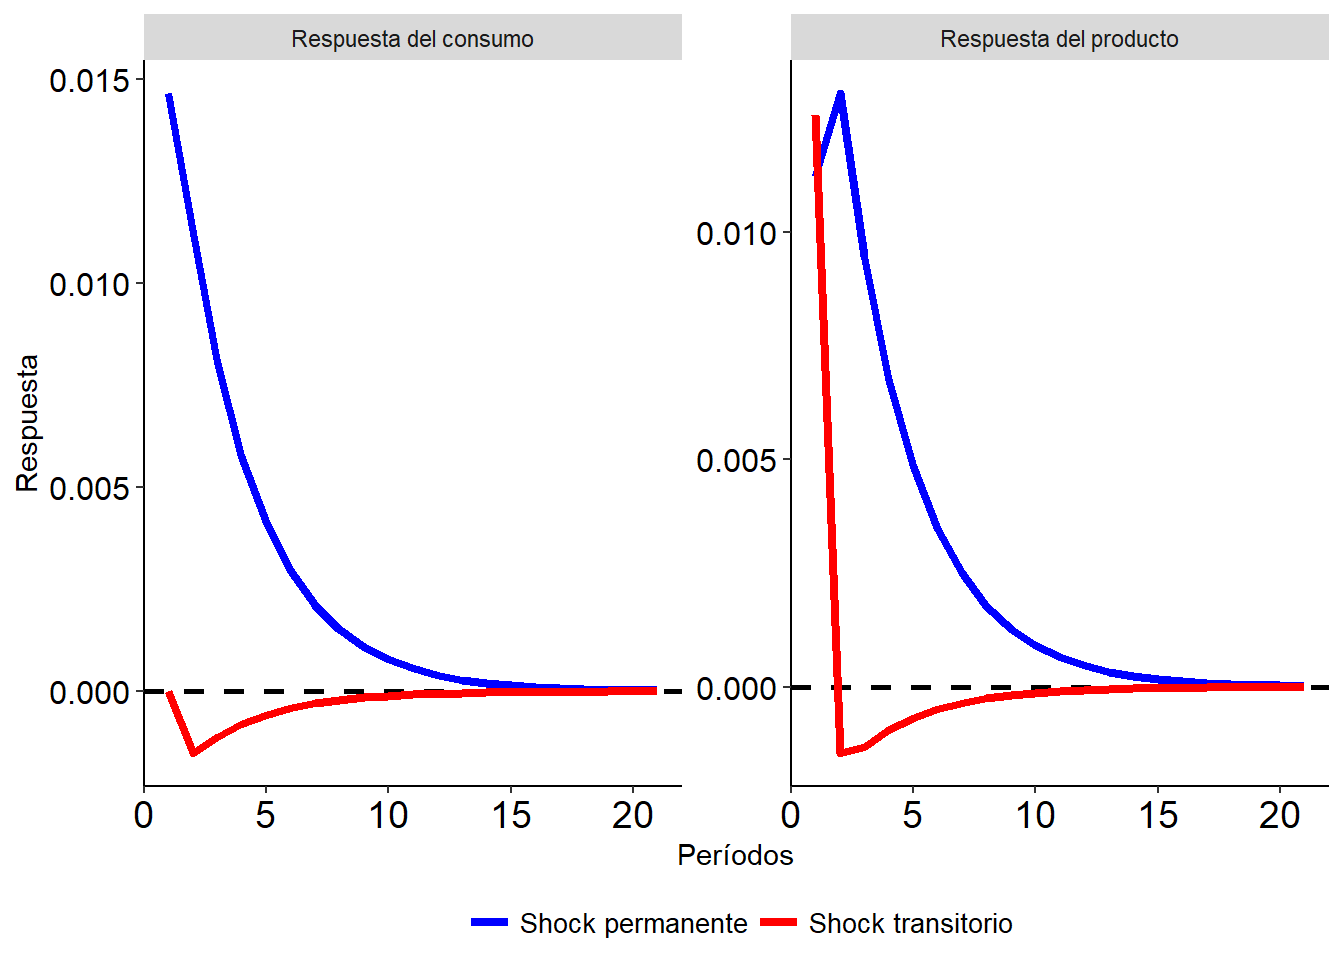 Respuesta del consumo
Respuesta del producto
Respuesta
0.015
0.010
0.005
0.000
0.010
0.005
0.000
0 5 10 15 20
0 5 10 15 20
Períodos
Shock permanente Shock transitorio